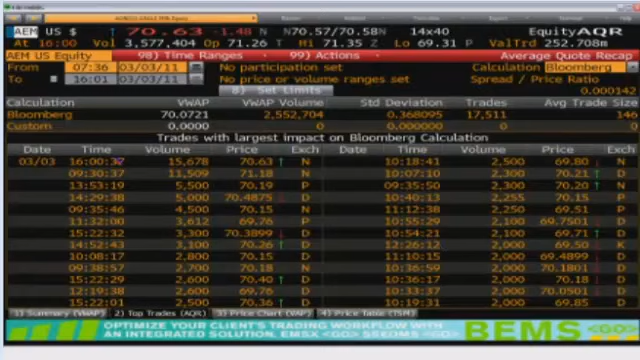 AEM US $ ↑ 70.63 -1.48 N N70.57/70.58N 14x40 Equity AQR
At 16:00 Vol 3,577,404 Op 71.26 T Hi 71.35 Z Lo 69.31 P ValTrd 252.708m
AEM US Equity 98) Time Ranges 99) Actions Average Quote Recap
From 07:36 03/03/11 No participation set Calculation Bloomberg
To 16:01 03/03/11 No price or volume ranges set Spread / Price Ratio
8) Set Limits 0.000142
Calculation VWAP VWAP Volume Std Deviation Trades Avg Trade Size
Bloomberg 70.0721 2,552,704 0.368095 17,511 146
Custom 0.0000 0 0.000000 0 0
Trades with largest impact on Bloomberg Calculation
Date Time Volume Price Exch Date Time Volume Price Exch
03/03 16:00:37 15,678 70.63 ↑ N 10:18:41 2,500 69.80 ↓ N
09:30:37 11,509 71.18 N 10:07:10 2,300 70.21 ↓ D
13:53:19 5,500 70.19 P 09:35:50 2,300 70.20 ↑ N
14:29:38 5,000 70.4875 ↓ D 10:40:13 2,255 70.15 P
09:35:46 4,500 70.15 N 11:12:38 2,250 69.51 P
11:32:00 3,612 69.76 P 10:55:29 2,100 69.7501 ↓ D
15:22:32 3,300 70.3899 ↓ D 10:54:21 2,100 69.71 ↑ D
14:52:43 3,100 70.26 ↑ D 12:26:12 2,000 69.50 K
10:08:17 2,800 70.15 D 11:10:15 2,000 69.4899 ↓ D
09:38:57 2,700 70.18 N 10:36:59 2,000 70.1801 ↓ D
15:22:29 2,600 70.40 ↑ D 10:36:17 2,000 70.18 ↓ D
12:19:38 2,600 69.76 D 10:33:37 2,000 70.0501 ↓ D
15:22:01 2,500 70.36 ↑ D 10:19:31 2,000 69.85 D
1) Summary (VWAP) 2) Top Trades (AQR) 3) Price Chart (VAP) 4) Price Table (TSM)
OPTIMIZE YOUR CLIENT'S TRADING WORKFLOW WITH
AN INTEGRATED SOLUTION, EMSX <GO> BEMS <GO>